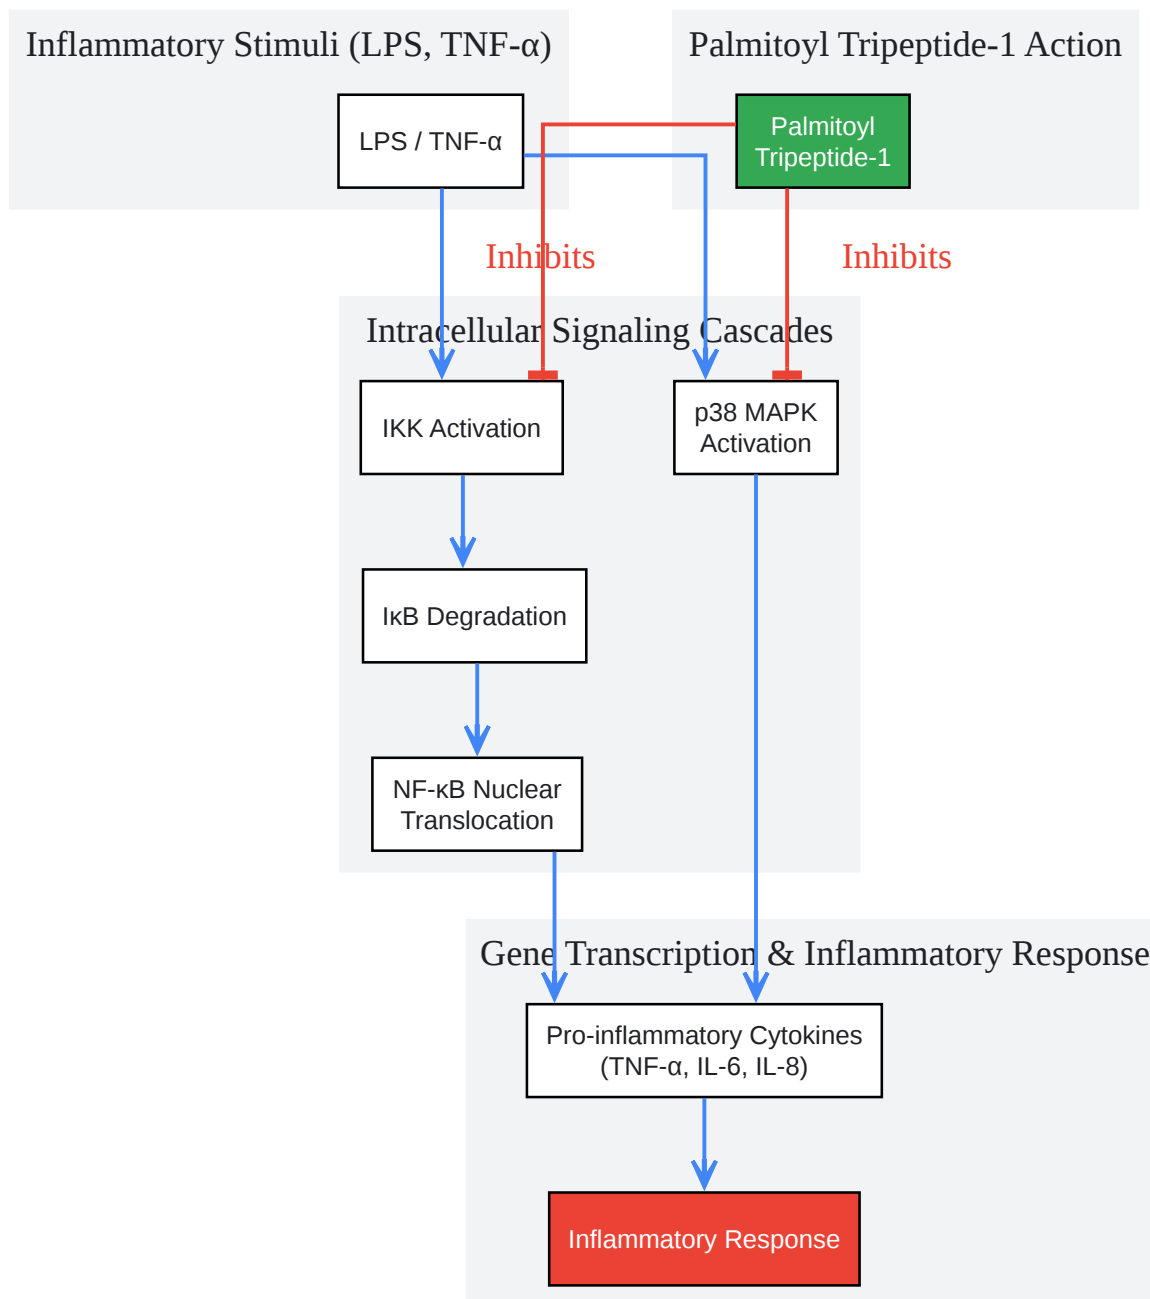 Inflammatory Stimuli (LPS, TNF-α)
Palmitoyl Tripeptide-1 Action
LPS / TNF-α
Palmitoyl
Tripeptide-1
Inhibits
Inhibits
Intracellular Signaling Cascades
IKK Activation
p38 MAPK
Activation
IκB Degradation
NF-κB Nuclear
Translocation
Gene Transcription & Inflammatory Response
Pro-inflammatory Cytokines
(TNF-α, IL-6, IL-8)
Inflammatory Response